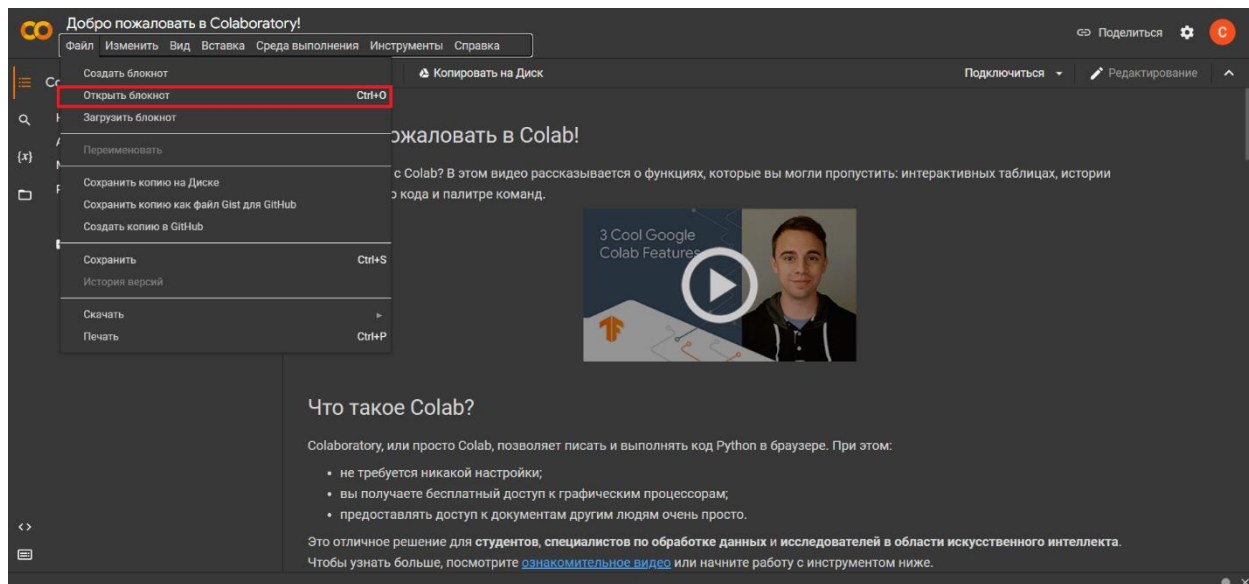 Добро пожаловать в Colaboratory!
Файл Изменить Вид Вставка Среда выполнения Инструменты Справка
Поделиться
C
Создать блокнот
Открыть блокнот Ctrl+O
Загрузить блокнот
Переименовать
Сохранить копию на Диске
Сохранить копию как файл Gist для GitHub
Создать копию в GitHub
Сохранить Ctrl+S
История версий
Скачать
Печать Ctrl+P
Копировать на Диск
Подключиться
Редактирование
{x}
в Colab!
с Colab? В этом видео рассказывается о функциях, которые вы могли пропустить: интерактивных таблицах, истории
кода и палитре команд.
3 Cool Google
Colab Features
Что такое Colab?
Colaboratory, или просто Colab, позволяет писать и выполнять код Python в браузере. При этом:
• не требуется никакой настройки;
• вы получаете бесплатный доступ к графическим процессорам;
• предоставлять доступ к документам другим людям очень просто.
Это отличное решение для студентов, специалистов по обработке данных и исследователей в области искусственного интеллекта.
Чтобы узнать больше, посмотрите ознакомительное видео или начните работу с инструментом ниже.